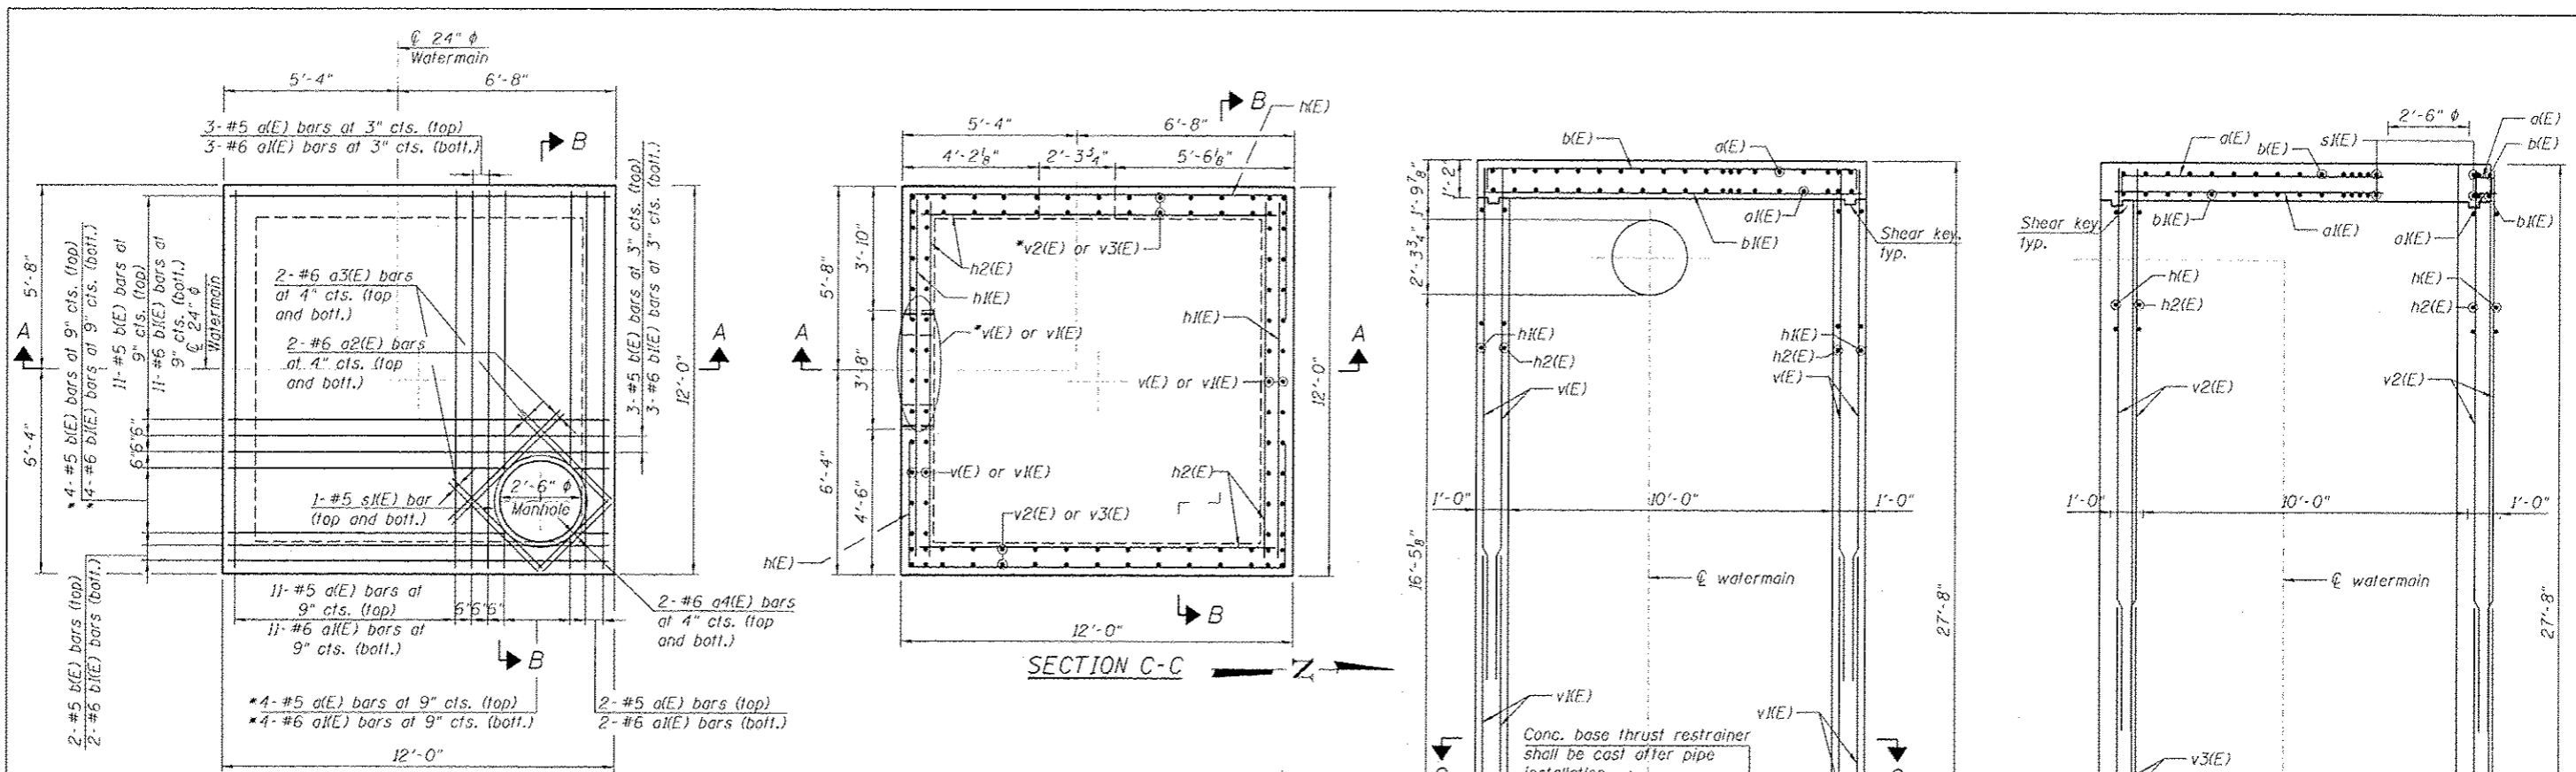 ℄ 24" ϕ
Watermain
5'-4"
6'-8"
3- #5 a(E) bars at 3" cts. (top)
3- #6 a1(E) bars at 3" cts. (bott.)
B
5'-8"
6'-4"
A
A
*4- #5 b(E) bars at 9" cts. (top)
*4- #6 b1(E) bars at 9" cts. (bott.)
11- #5 b(E) bars at
9" cts. (top)
11- #6 b1(E) bars at
9" cts. (bott.)
℄ 24" ϕ
Watermain
2- #6 a3(E) bars
at 4" cts. (top
and bott.)
2- #6 a2(E) bars
at 4" cts. (top
and bott.)
3- #5 b(E) bars at 3" cts. (top)
3- #6 b1(E) bars at 3" cts. (bott.)
12'-0"
6"6"6"
1- #5 s1(E) bar
(top and bott.)
2'-6" ϕ
Manhole
2- #5 b(E) bars (top)
2- #6 b1(E) bars (bott.)
11- #5 a(E) bars at
9" cts. (top)
11- #6 a1(E) bars at
9" cts. (bott.)
6"6"6"
2- #6 a4(E) bars
at 4" cts. (top
and bott.)
B
*4- #5 a(E) bars at 9" cts. (top)
*4- #6 a1(E) bars at 9" cts. (bott.)
2- #5 a(E) bars (top)
2- #6 a1(E) bars (bott.)
12'-0"
B
h(E)
5'-4"
6'-8"
4'-2⅛"
2'-3¾"
5'-6⅛"
5'-8"
6'-4"
3'-10"
3'-8"
4'-6"
A
A
*v2(E) or v3(E)
h2(E)
h1(E)
*v(E) or v1(E)
h1(E)
v(E) or v1(E)
v(E) or v1(E)
h2(E)
v2(E) or v3(E)
h(E)
12'-0"
B
12'-0"
SECTION C-C
Z
b(E)
a(E)
1'-9⅞"
1'-2"
2'-3¾"
a1(E)
b1(E)
Shear key,
typ.
h1(E)
h2(E)
v(E)
h1(E)
h2(E)
v(E)
1'-0"
10'-0"
1'-0"
16'-5⅛"
℄ watermain
27'-8"
v1(E)
v1(E)
Conc. base thrust restrainer
shall be cast after pipe
installation
2'-6" ϕ
a(E)
b(E)
s1(E)
a(E)
b(E)
Shear key,
typ.
b1(E)
a1(E)
a1(E)
b1(E)
h(E)
h2(E)
h(E)
h2(E)
v2(E)
v2(E)
1'-0"
10'-0"
1'-0"
℄ watermain
27'-8"
v3(E)